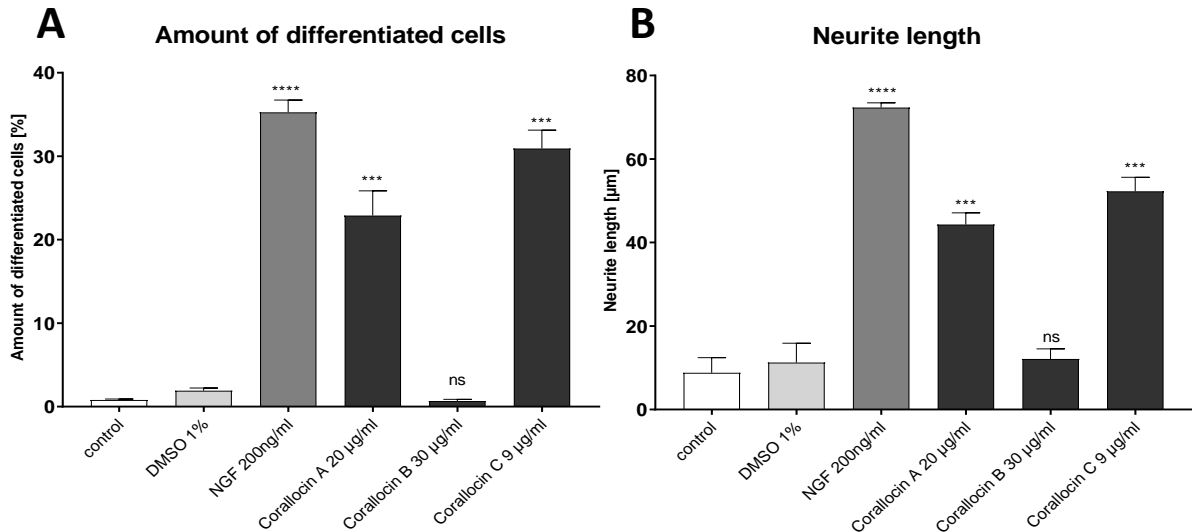 A
Amount of differentiated cells
Amount of differentiated cells [%]
40
30
20
10
0
****
***
ns
***
control
DMSO 1%
NGF 200ng/ml
Corallocin A 20 µg/ml
Corallocin B 30 µg/ml
Corallocin C 9 µg/ml
B
Neurite length
Neurite length [µm]
80
60
40
20
0
****
***
ns
***
control
DMSO 1%
NGF 200ng/ml
Corallocin A 20 µg/ml
Corallocin B 30 µg/ml
Corallocin C 9 µg/ml